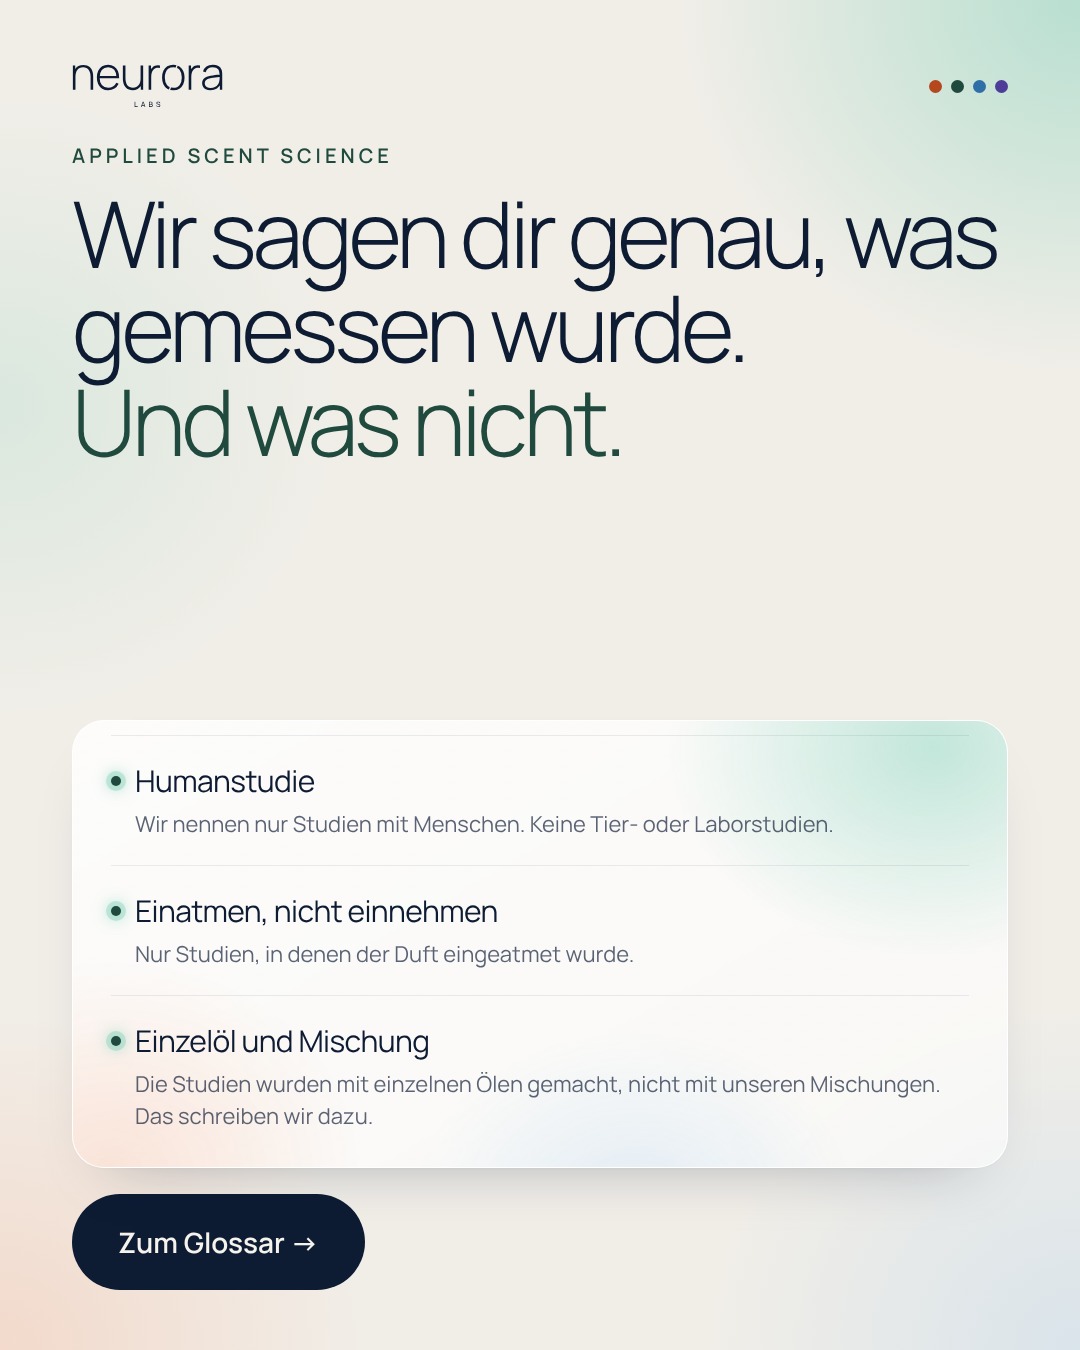 neurora
LABS
APPLIED SCENT SCIENCE
Wir sagen dir genau, was
gemessen wurde.
Und was nicht.
Humanstudie
Wir nennen nur Studien mit Menschen. Keine Tier- oder Laborstudien.
Einatmen, nicht einnehmen
Nur Studien, in denen der Duft eingeatmet wurde.
Einzelöl und Mischung
Die Studien wurden mit einzelnen Ölen gemacht, nicht mit unseren Mischungen.
Das schreiben wir dazu.
Zum Glossar →